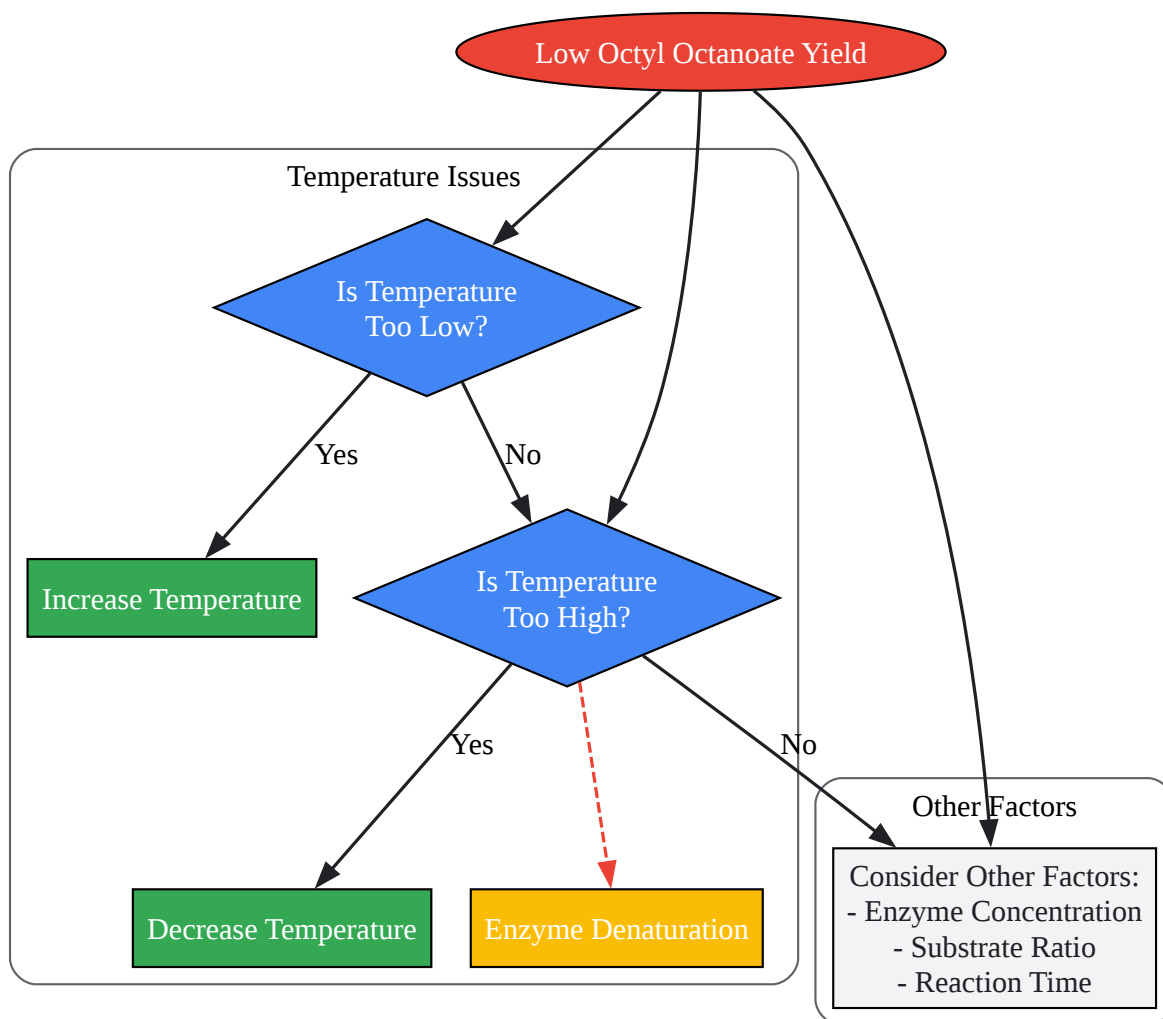 Low Octyl Octanoate Yield
Temperature Issues
Is Temperature
Too Low?
Yes
No
Increase Temperature
Is Temperature
Too High?
Yes
No
Other Factors
Decrease Temperature
Enzyme Denaturation
Consider Other Factors:
- Enzyme Concentration
- Substrate Ratio
- Reaction Time